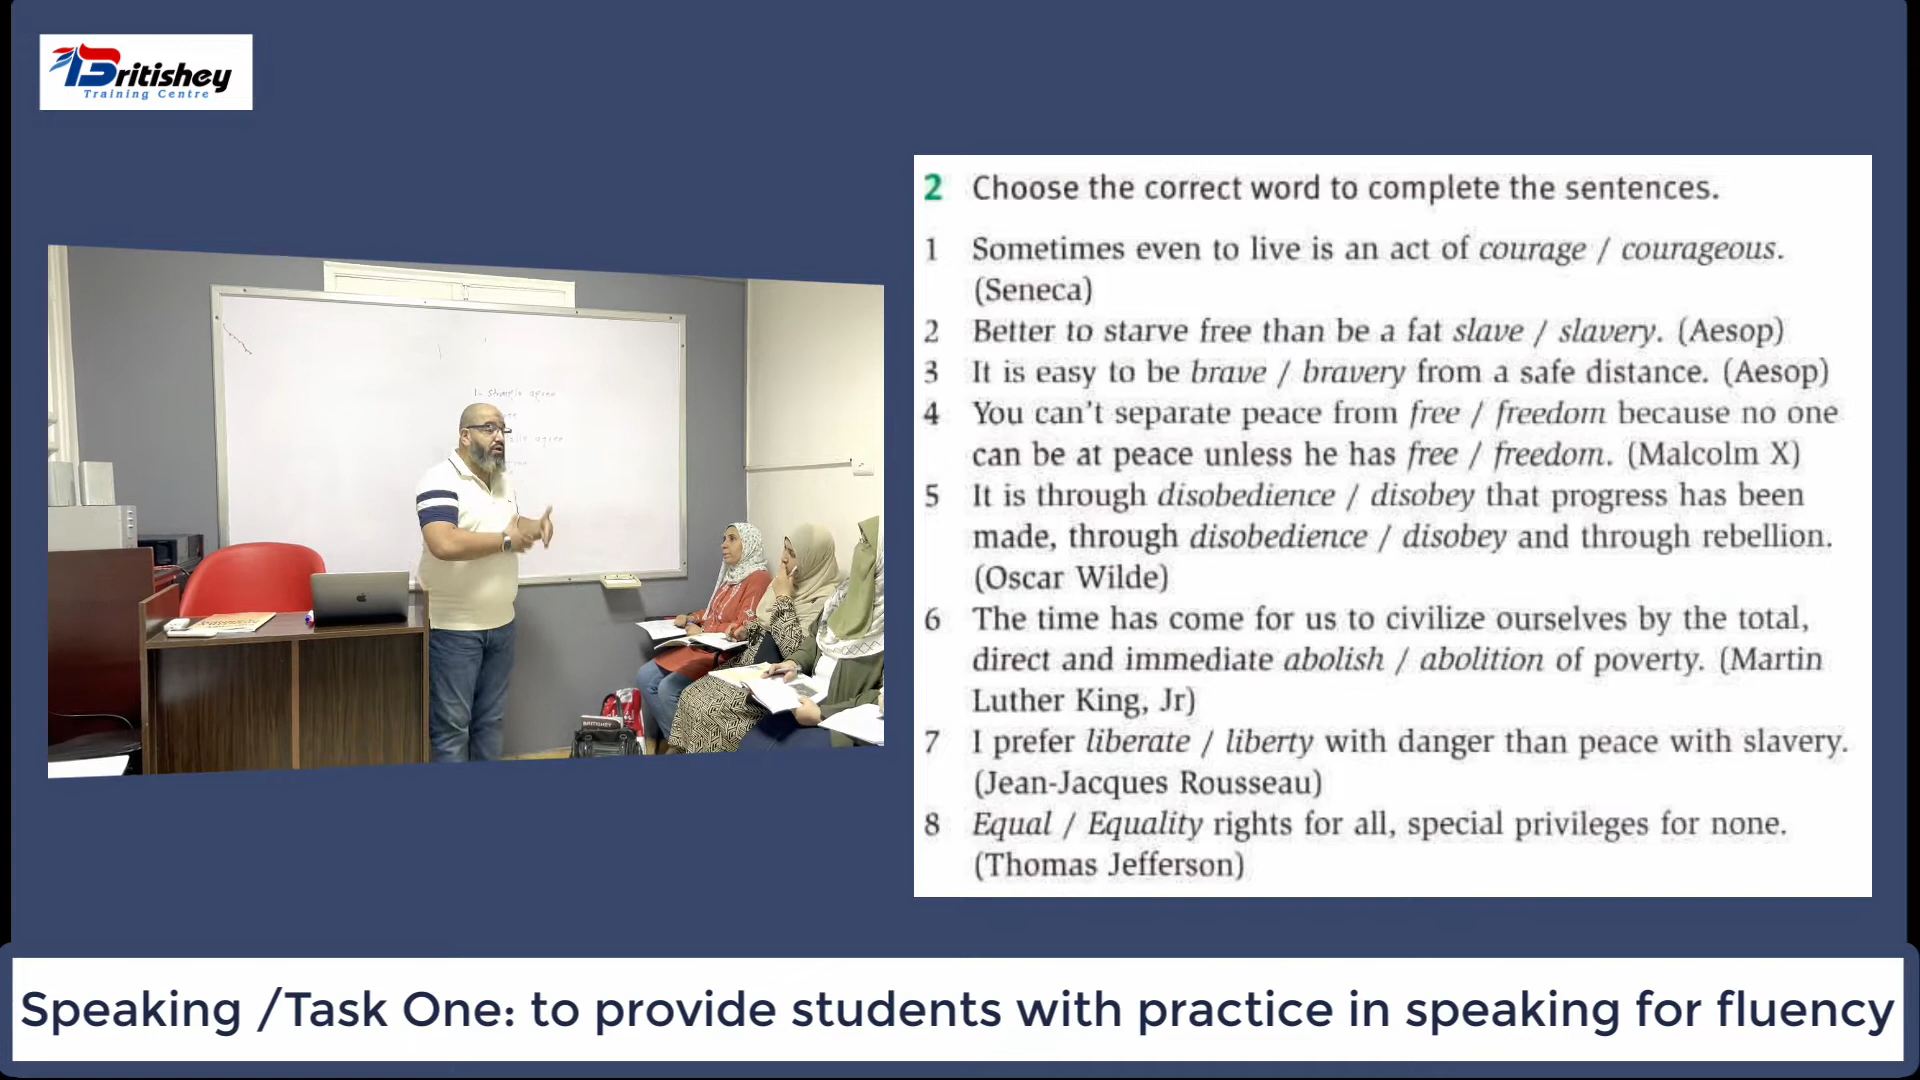 Britishey
Training Centre
2 Choose the correct word to complete the sentences.
1 Sometimes even to live is an act of courage / courageous.
(Seneca)
2 Better to starve free than be a fat slave / slavery. (Aesop)
3 It is easy to be brave / bravery from a safe distance. (Aesop)
4 You can't separate peace from free / freedom because no one
can be at peace unless he has free / freedom. (Malcolm X)
5 It is through disobedience / disobey that progress has been
made, through disobedience / disobey and through rebellion.
(Oscar Wilde)
6 The time has come for us to civilize ourselves by the total,
direct and immediate abolish / abolition of poverty. (Martin
Luther King, Jr)
7 I prefer liberate / liberty with danger than peace with slavery.
(Jean-Jacques Rousseau)
8 Equal / Equality rights for all, special privileges for none.
(Thomas Jefferson)
agree
agree
BRITISHEY
Speaking /Task One: to provide students with practice in speaking for fluency